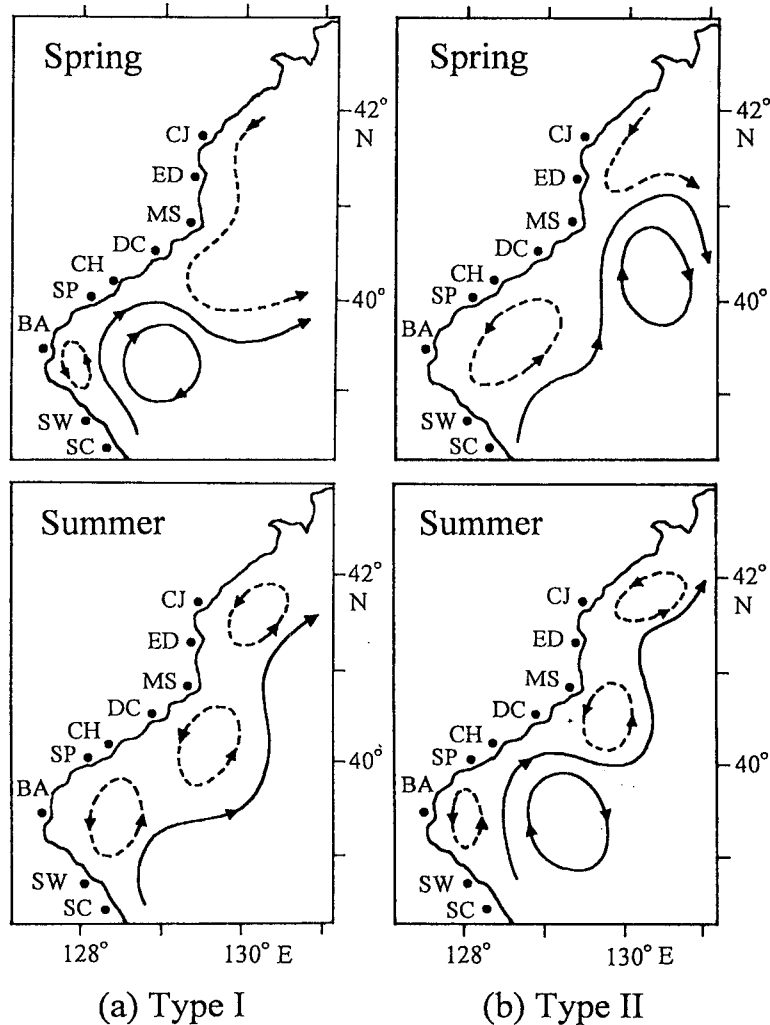 Spring
CJ
ED
MS
DC
CH
SP
BA
SW
SC
Spring
CJ
ED
MS
DC
CH
SP
BA
SW
SC
42°
N
40°
Summer
CJ
ED
MS
DC
CH
SP
BA
SW
SC
42°
N
40°
Summer
CJ
ED
MS
DC
CH
SP
BA
SW
SC
42°
N
40°
128°
130° E
128°
130° E
(a) Type I
(b) Type II
42°
N
40°